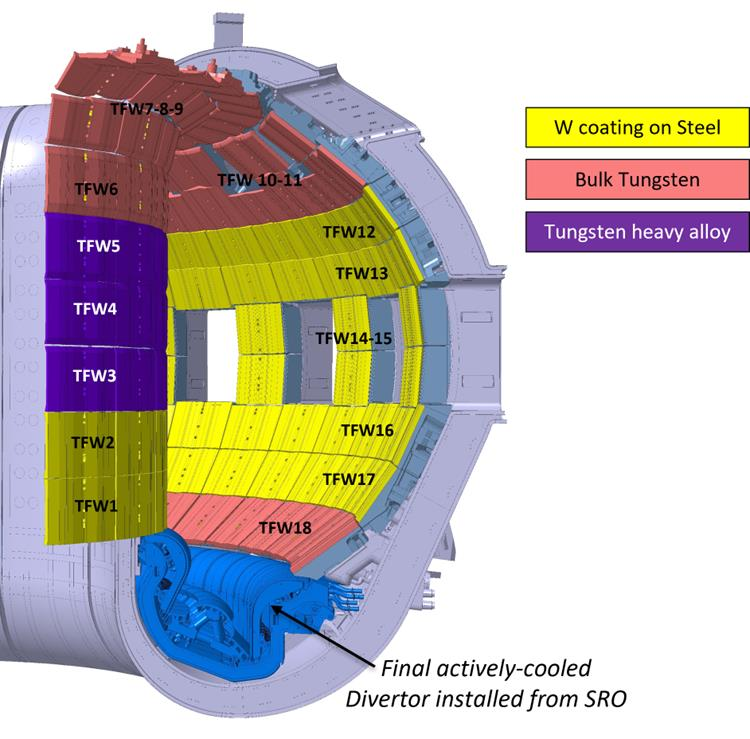 TFW7-8-9
TFW6
TFW 10-11
TFW5
TFW12
TFW13
TFW4
TFW14-15
TFW3
TFW2
TFW16
TFW17
TFW1
TFW18
W coating on Steel
Bulk Tungsten
Tungsten heavy alloy
Final actively-cooled
Divertor installed from SRO